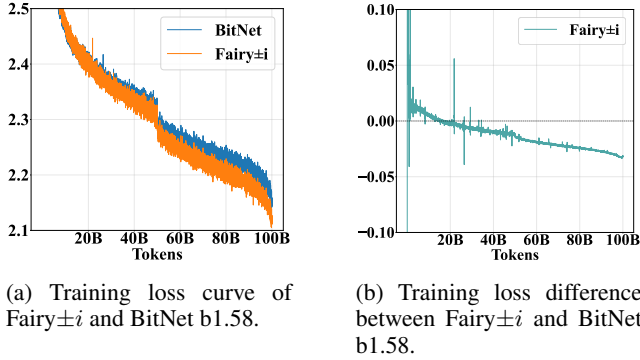 2.5
2.4
2.3
2.2
2.1
BitNet
Fairy±i
20B 40B 60B 80B 100B
Tokens
(a) Training loss curve of
Fairy±i and BitNet b1.58.
0.10
0.05
0.00
−0.05
−0.10
Fairy±i
20B 40B 60B 80B 100B
Tokens
(b) Training loss difference
between Fairy±i and BitNet
b1.58.